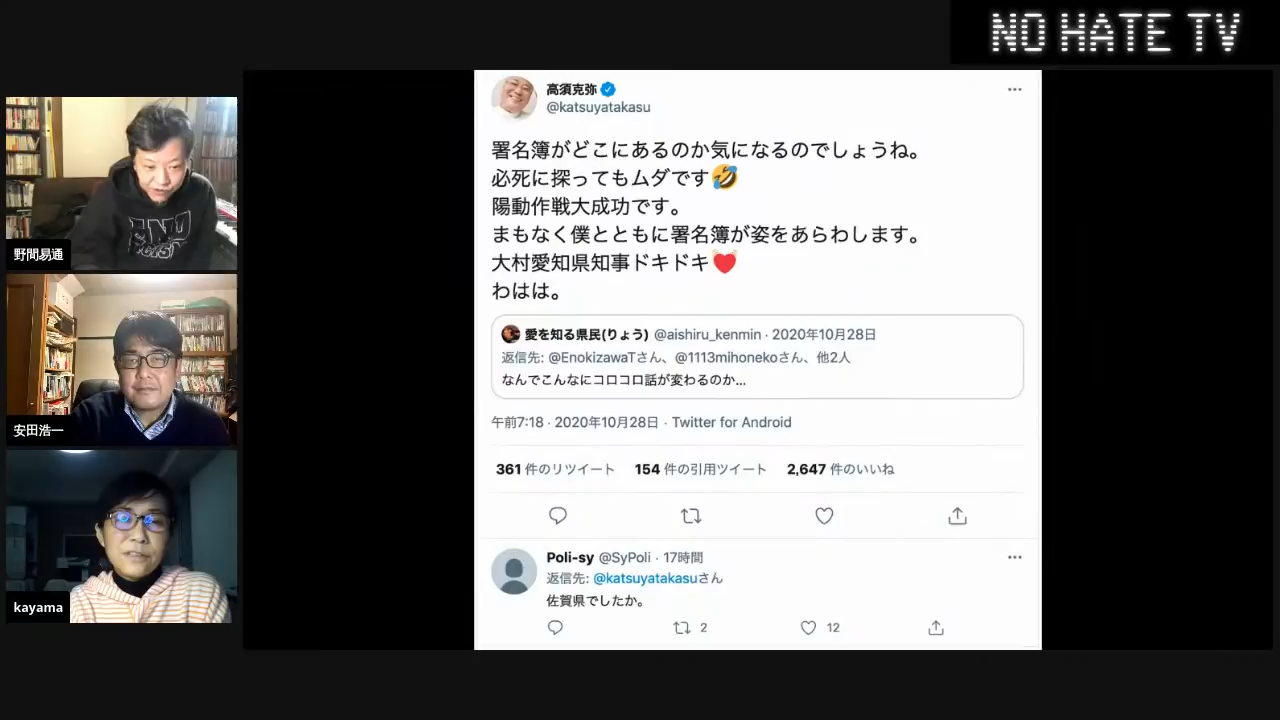 NO HATE TV
野間易通
安田浩一
kayama
高須克弥
@katsuyatakasu
署名簿がどこにあるのか気になるのでしょうね。
必死に探ってもムダです🤣
陽動作戦大成功です。
まもなく僕とともに署名簿が姿をあらわします。
大村愛知県知事ドキドキ💓
わはは。
愛を知る県民(りょう) @aishiru_kenmin · 2020年10月28日
返信先: @EnokizawaTさん、@1113mihonekoさん、他2人
なんでこんなにコロコロ話が変わるのか...
午前7:18 · 2020年10月28日 · Twitter for Android
361 件のリツイート 154 件の引用ツイート 2,647 件のいいね
Poli-sy @SyPoli · 17時間
返信先: @katsuyatakasuさん
佐賀県でしたか。
2 12